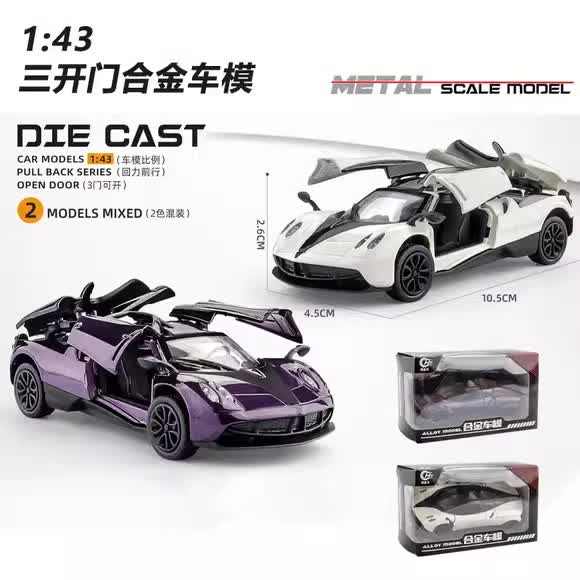 1:43
三开门合金车模
METAL SCALE MODEL
DIE CAST
CAR MODELS 1:43 (车模比例)
PULL BACK SERIES (回力前行)
OPEN DOOR (3门可开)
2 MODELS MIXED (2色混装)
2.6CM
4.5CM
10.5CM
ALLOY MODEL 合金车模
ALLOY MODEL 合金车模